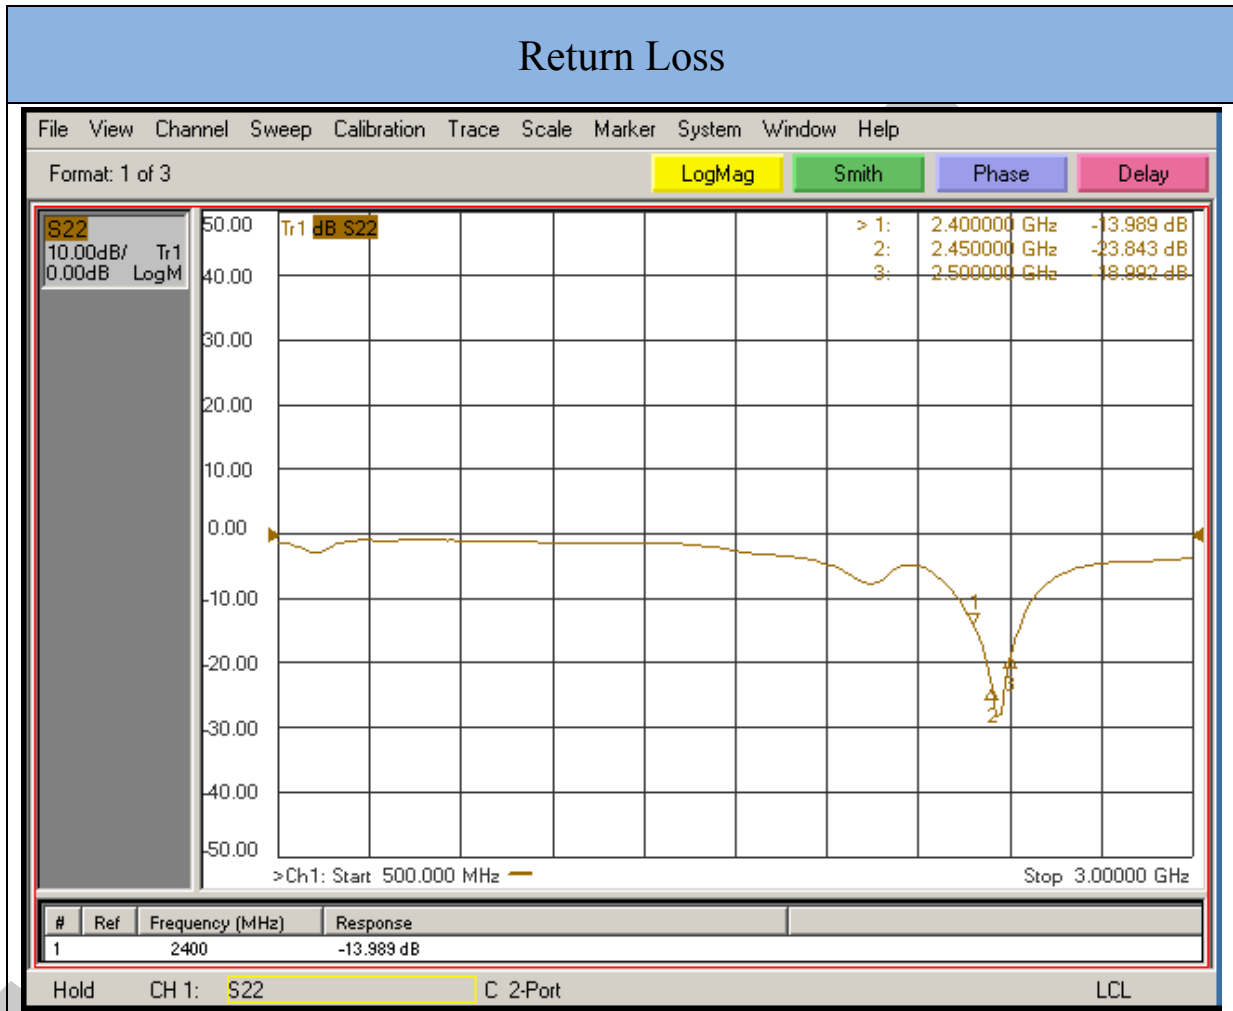 Return Loss
File View Channel Sweep Calibration Trace Scale Marker System Window Help
Format: 1 of 3 LogMag Smith Phase Delay
S22
10.00dB/ Tr1
0.00dB LogM
50.00
40.00
30.00
20.00
10.00
0.00
-10.00
-20.00
-30.00
-40.00
-50.00
Tr1 dB S22
> 1: 2.400000 GHz -13.989 dB
2: 2.450000 GHz -23.843 dB
3: 2.500000 GHz -18.992 dB
1
2
3
>Ch1: Start 500.000 MHz Stop 3.00000 GHz
# Ref Frequency (MHz) Response
1 2400 -13.989 dB
Hold CH 1: S22 C 2-Port LCL